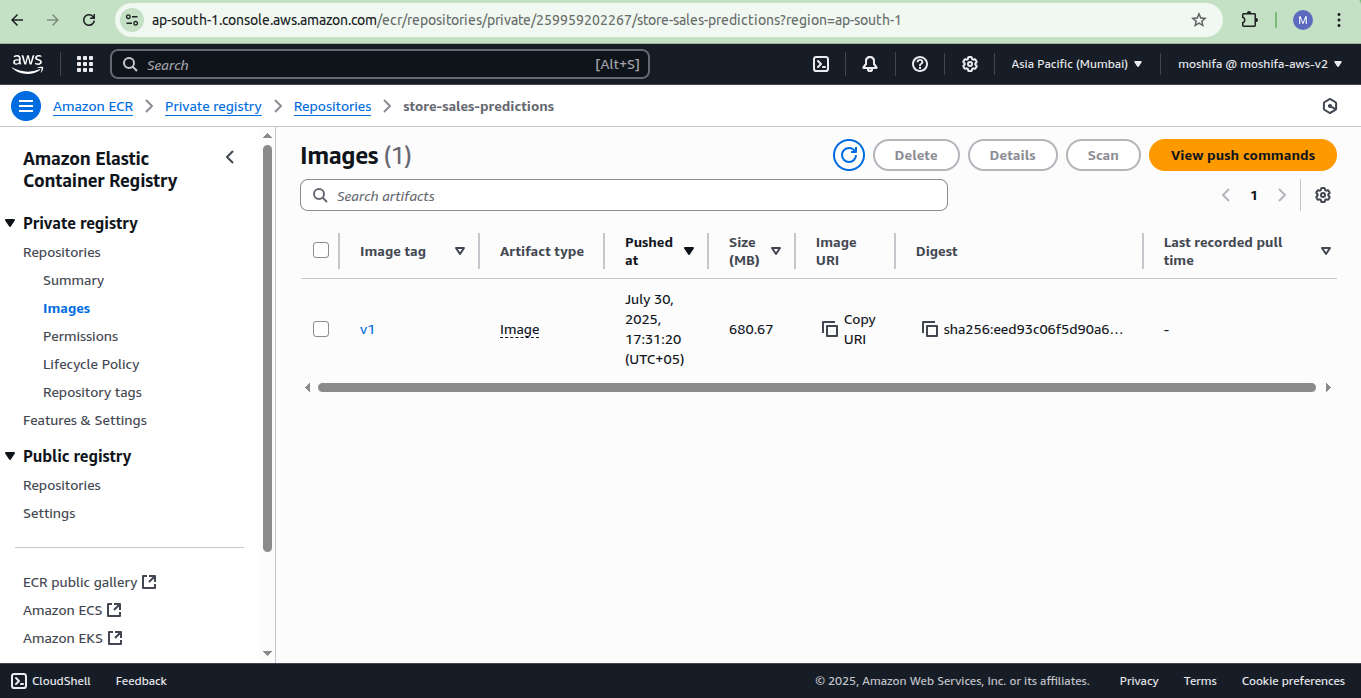 ap-south-1.console.aws.amazon.com/ecr/repositories/private/259959202267/store-sales-predictions?region=ap-south-1
M
aws
Search
[Alt+S]
Asia Pacific (Mumbai)
moshifa @ moshifa-aws-v2
Amazon ECR
Private registry
Repositories
store-sales-predictions
Amazon Elastic
Container Registry
Private registry
Repositories
Summary
Images
Permissions
Lifecycle Policy
Repository tags
Features & Settings
Public registry
Repositories
Settings
ECR public gallery
Amazon ECS
Amazon EKS
Images (1)
Delete
Details
Scan
View push commands
Search artifacts
1
Image tag
Artifact type
Pushed
at
Size
(MB)
Image
URI
Digest
Last recorded pull
time
v1
Image
July 30,
2025,
17:31:20
(UTC+05)
680.67
Copy
URI
sha256:eed93c06f5d90a6...
-
CloudShell
Feedback
© 2025, Amazon Web Services, Inc. or its affiliates.
Privacy
Terms
Cookie preferences